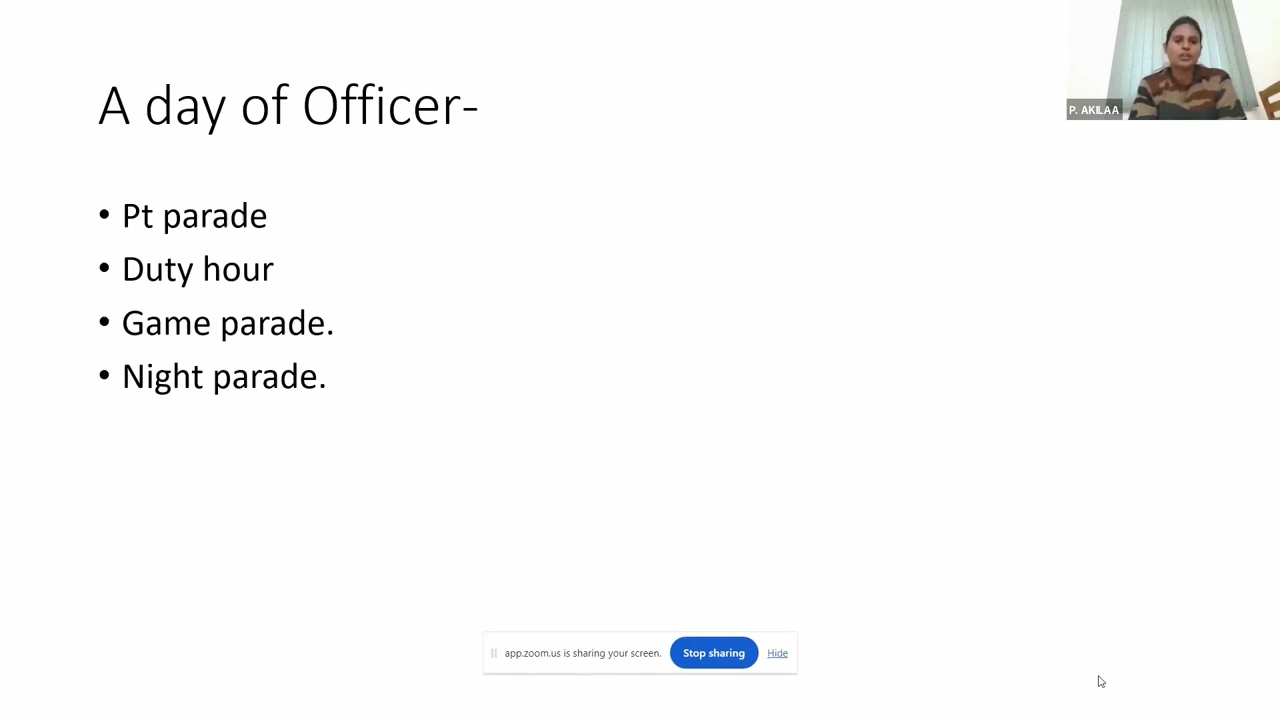 A day of Officer-
P. AKILAA
• Pt parade
• Duty hour
• Game parade.
• Night parade.
app.zoom.us is sharing your screen. Stop sharing Hide